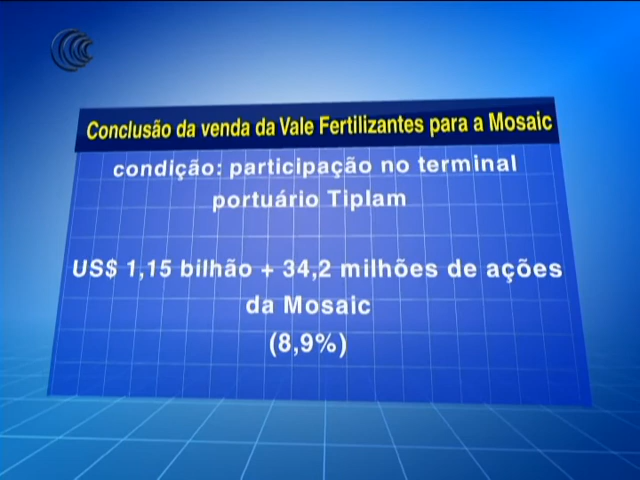 Conclusão da venda da Vale Fertilizantes para a Mosaic
condição: participação no terminal
portuário Tiplam
US$ 1,15 bilhão + 34,2 milhões de ações
da Mosaic
(8,9%)